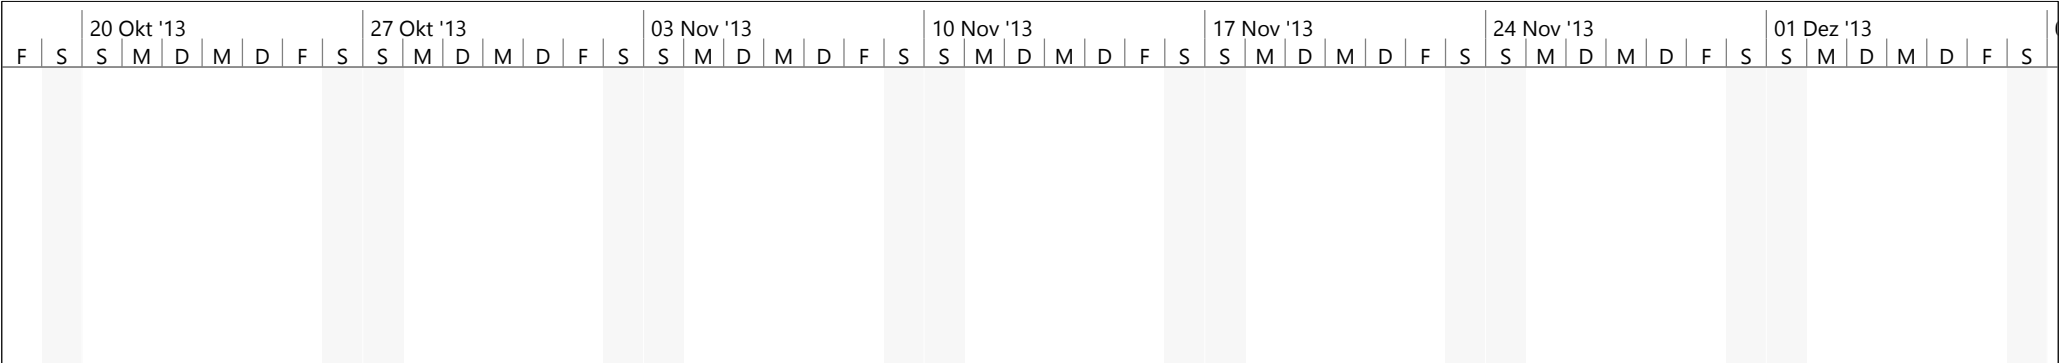 20 Okt '13 27 Okt '13 03 Nov '13 10 Nov '13 17 Nov '13 24 Nov '13 01 Dez '13
F S S M D M D F S S M D M D F S S M D M D F S S M D M D F S S M D M D F S S M D M D F S S M D M D F S